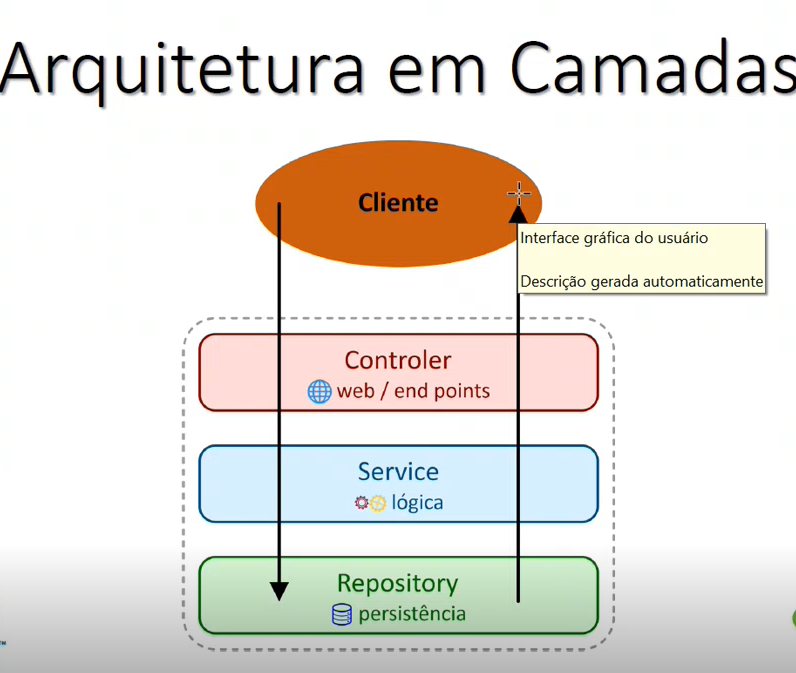 Arquitetura em Camadas
Cliente
Interface gráfica do usuário
Descrição gerada automaticamente
Controler
web / end points
Service
lógica
Repository
persistência